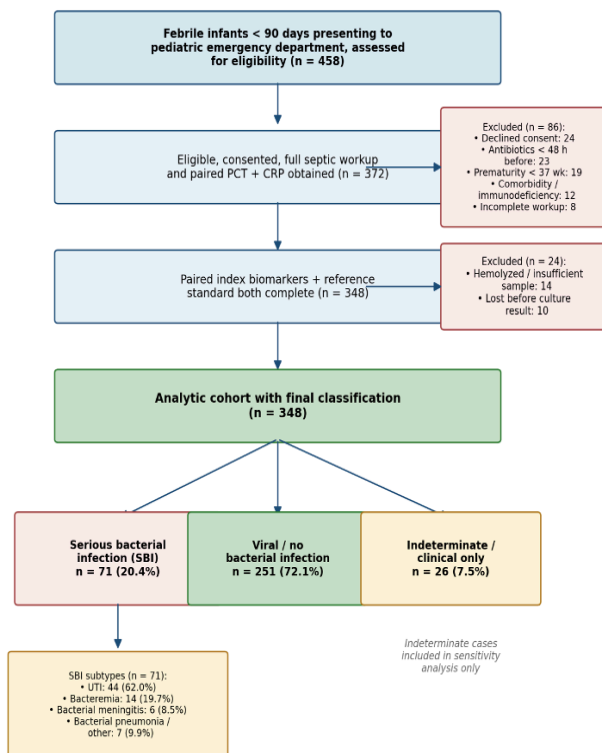 Febrile infants < 90 days presenting to
pediatric emergency department, assessed
for eligibility (n = 458)
Excluded (n = 86):
• Declined consent: 24
• Antibiotics < 48 h
before: 23
• Prematurity < 37 wk: 19
• Comorbidity /
immunodeficiency: 12
• Incomplete workup: 8
Eligible, consented, full septic workup
and paired PCT + CRP obtained (n = 372)
Excluded (n = 24):
• Hemolyzed / insufficient
sample: 14
• Lost before culture
result: 10
Paired index biomarkers + reference
standard both complete (n = 348)
Analytic cohort with final classification
(n = 348)
Serious bacterial
infection (SBI)
n = 71 (20.4%)
Viral / no
bacterial infection
n = 251 (72.1%)
Indeterminate /
clinical only
n = 26 (7.5%)
Indeterminate cases
included in sensitivity
analysis only
SBI subtypes (n = 71):
• UTI: 44 (62.0%)
• Bacteremia: 14 (19.7%)
• Bacterial meningitis: 6 (8.5%)
• Bacterial pneumonia /
other: 7 (9.9%)